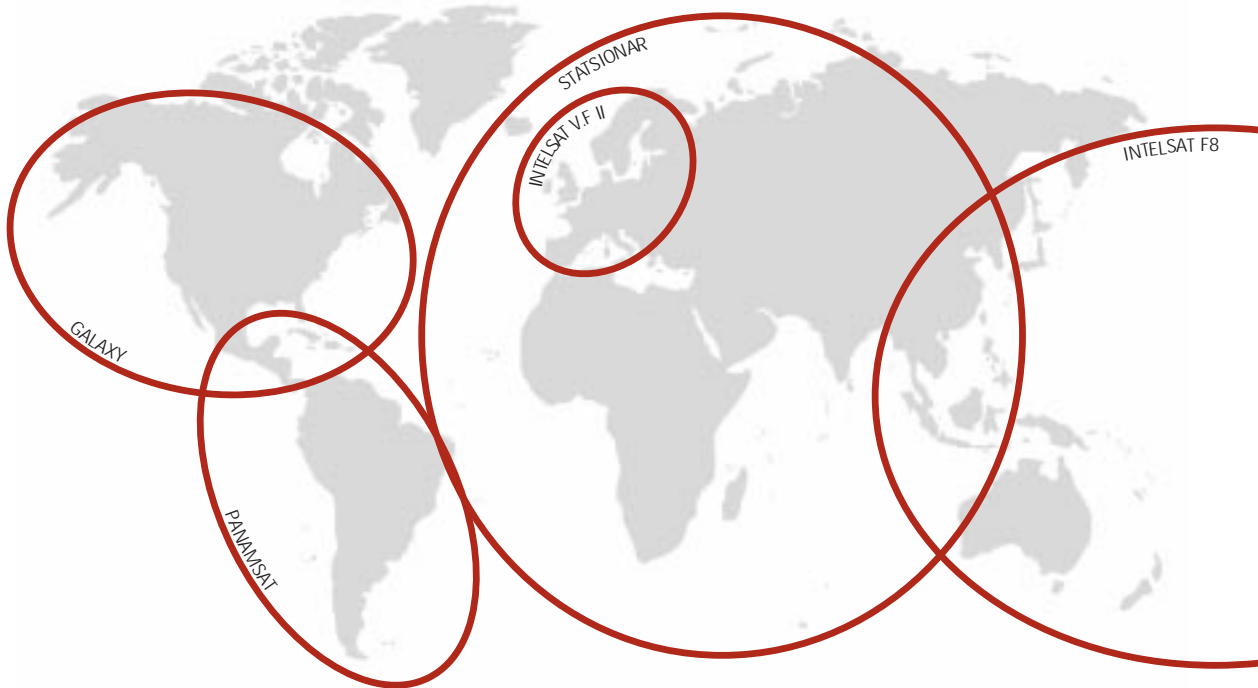 STATSIONAR
INTELSAT V.F II
INTELSAT F8
GALAXY
PANAMSAT